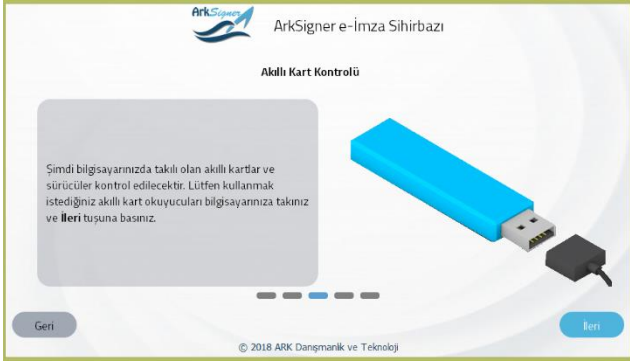 ArkSigner
ArkSigner e-İmza Sihirbazı
Akıllı Kart Kontrolü
Şimdi bilgisayarınızda takılı olan akıllı kartlar ve
sürücüler kontrol edilecektir. Lütfen kullanmak
istediğiniz akıllı kart okuyucuları bilgisayarınıza takınız
ve İleri tuşuna basınız.
Geri
İleri
© 2018 ARK Danışmanlık ve Teknoloji